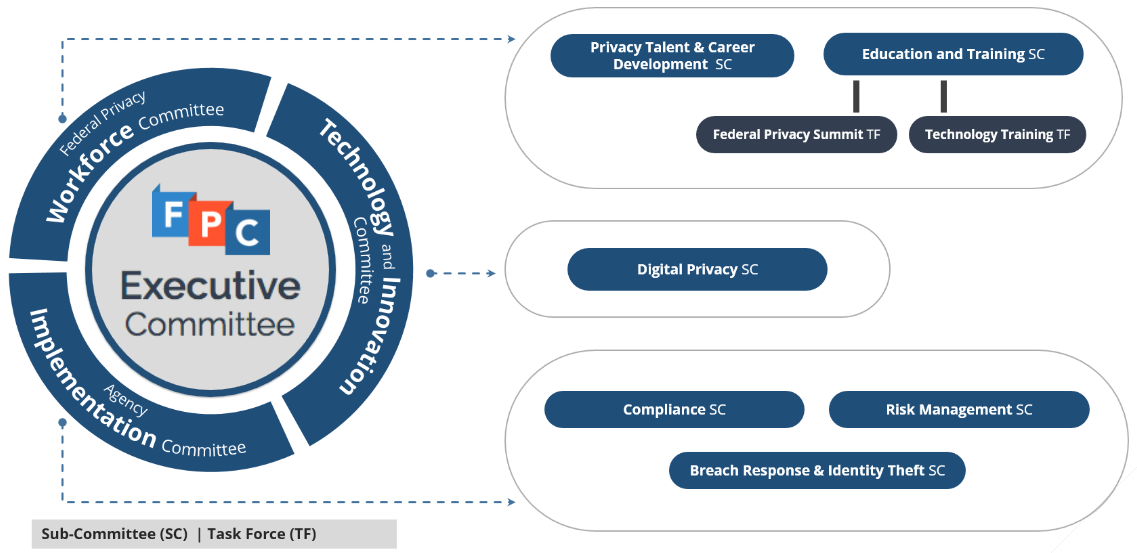 Federal Privacy
Workforce Committee
Technology and Innovation
Committee
Agency
Implementation Committee
FPC
Executive
Committee
Privacy Talent & Career
Development SC
Education and Training SC
Federal Privacy Summit TF
Technology Training TF
Digital Privacy SC
Compliance SC
Risk Management SC
Breach Response & Identity Theft SC
Sub-Committee (SC) | Task Force (TF)